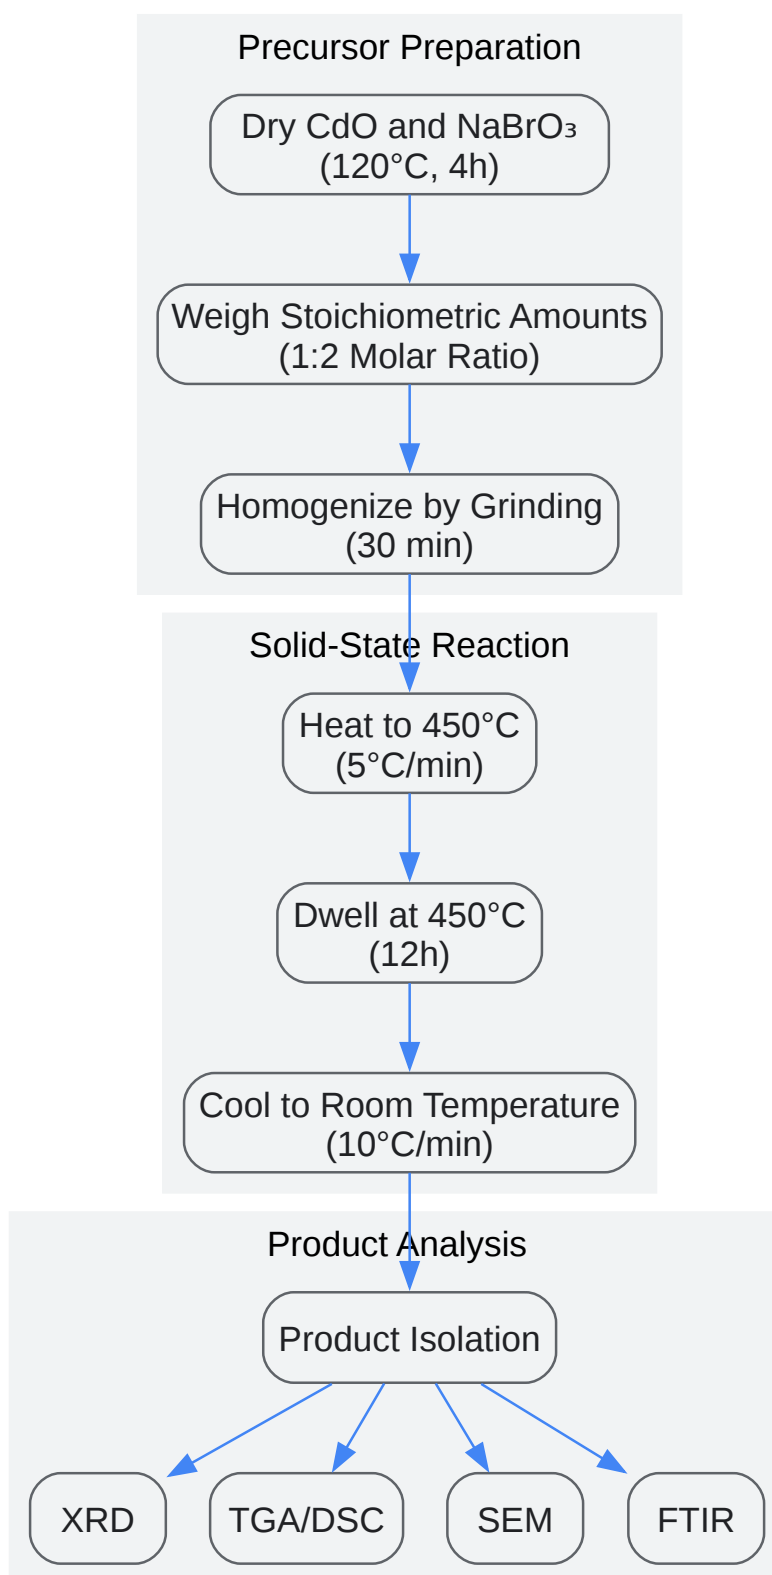 Precursor Preparation
Dry CdO and NaBrO₃
(120°C, 4h)
Weigh Stoichiometric Amounts
(1:2 Molar Ratio)
Homogenize by Grinding
(30 min)
Solid-State Reaction
Heat to 450°C
(5°C/min)
Dwell at 450°C
(12h)
Cool to Room Temperature
(10°C/min)
Product Analysis
Product Isolation
XRD
TGA/DSC
SEM
FTIR